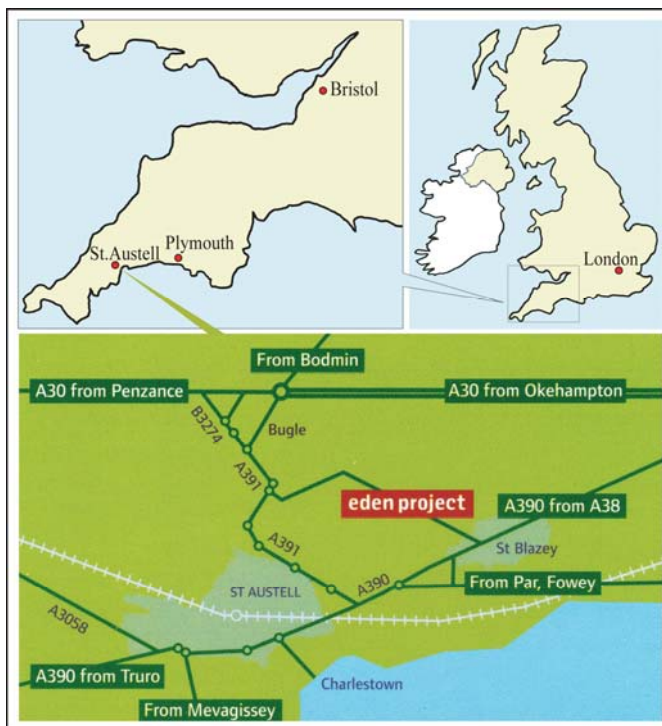 Bristol
Plymouth
St.Austell
London
From Bodmin
A30 from Penzance
A30 from Okehampton
B3274
Bugle
A391
eden project
A390 from A38
A391
St Blazey
A390
ST AUSTELL
From Par, Fowey
A3058
A390 from Truro
Charlestown
From Mevagissey